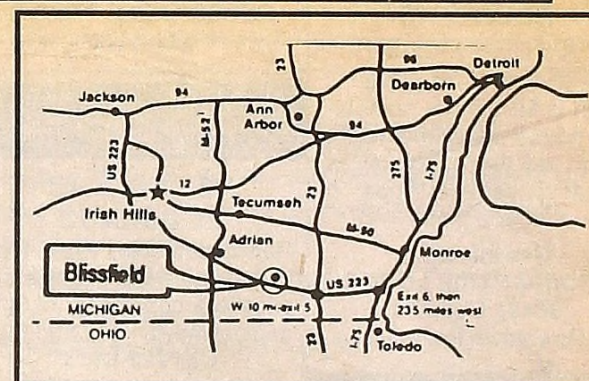 23
96
Detroit
Dearborn
Jackson
94
Ann
Arbor
M-52
94
US 223
275
I-75
12
23
Irish Hills
Tecumseh
M-50
Adrian
Monroe
Blissfield
US 223
W 10 mi-exit 5
Exit 6, then
23.5 miles west
MICHIGAN
OHIO
23
I-75
Toledo